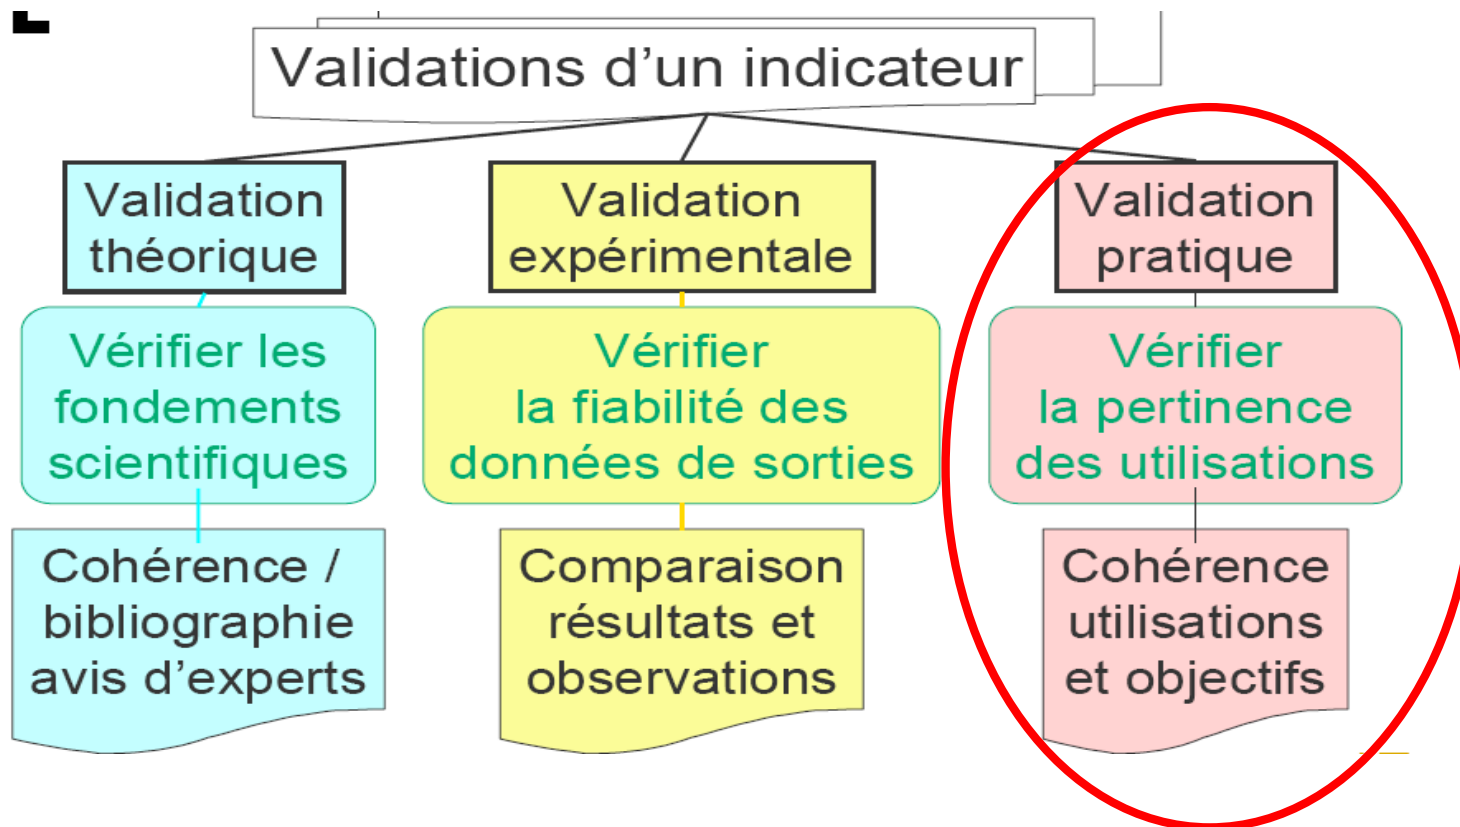 Validations d’un indicateur
Validation
théorique
Vérifier les
fondements
scientifiques
Cohérence /
bibliographie
avis d’experts
Validation
expérimentale
Vérifier
la fiabilité des
données de sorties
Comparaison
résultats et
observations
Validation
pratique
Vérifier
la pertinence
des utilisations
Cohérence
utilisations
et objectifs